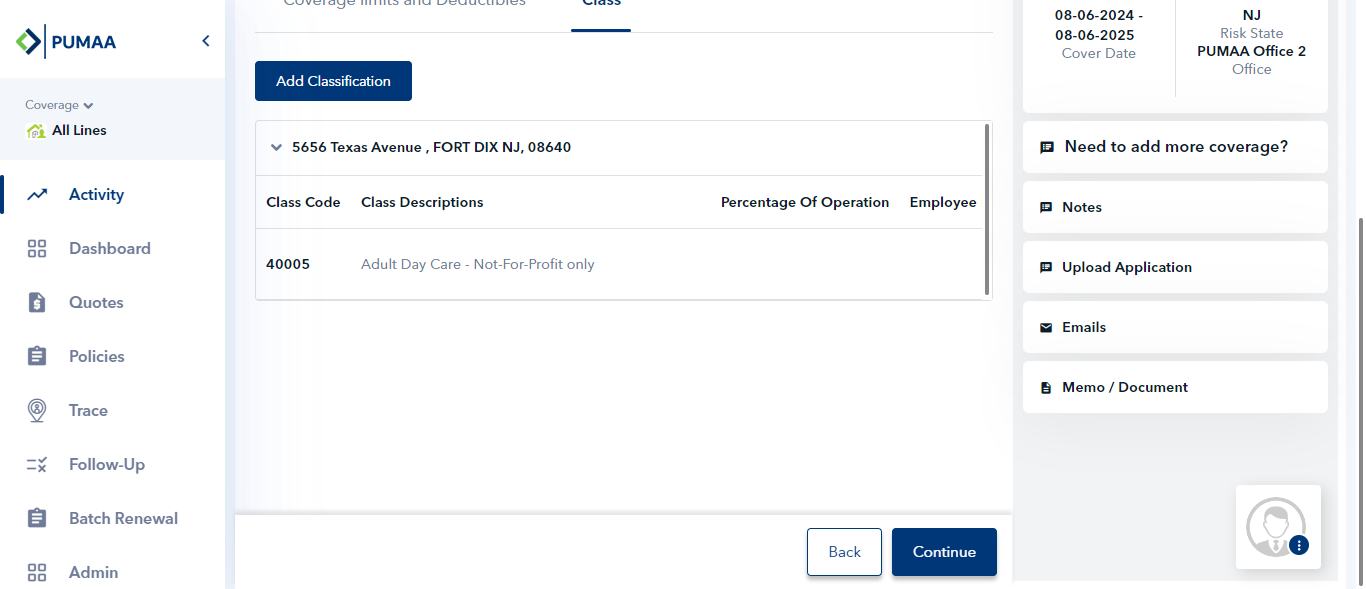 PUMAA
Coverage
All Lines
Activity
Dashboard
Quotes
Policies
Trace
Follow-Up
Batch Renewal
Admin
Coverage limits and Deductibles
Class
Add Classification
5656 Texas Avenue , FORT DIX NJ, 08640
Class Code Class Descriptions Percentage Of Operation Employee
40005 Adult Day Care - Not-For-Profit only
Back
Continue
08-06-2024 -
08-06-2025
Cover Date
NJ
Risk State
PUMAA Office 2
Office
Need to add more coverage?
Notes
Upload Application
Emails
Memo / Document